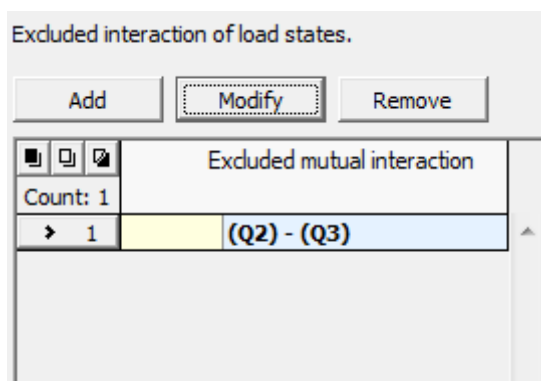 Excluded interaction of load states.
Add Modify Remove
Excluded mutual interaction
Count: 1
1 (Q2) - (Q3)